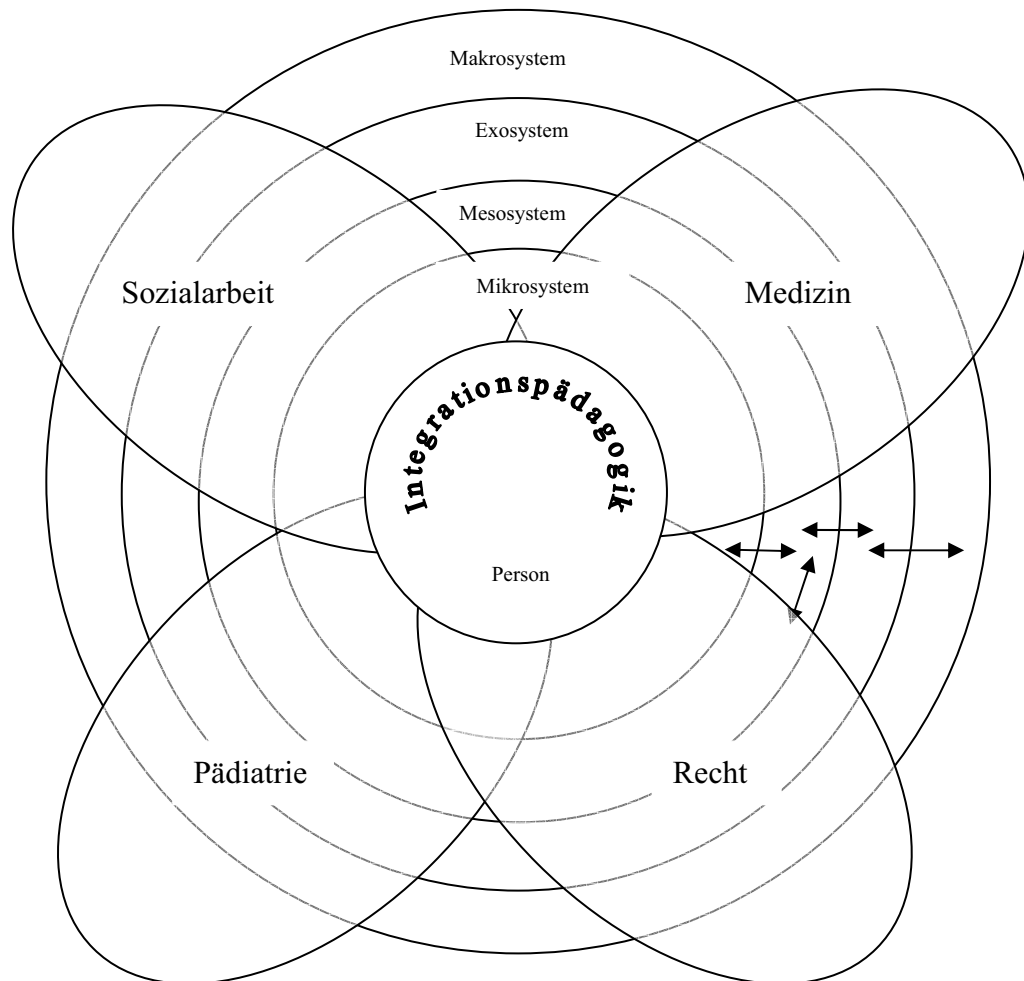 Makrosystem
Exosystem
Mesosystem
Mikrosystem
Sozialarbeit
Medizin
Integrationspädagogik
Person
Pädiatrie
Recht